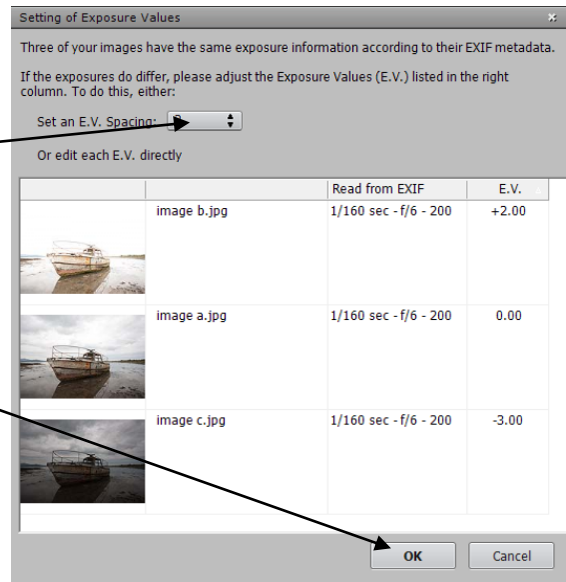 Setting of Exposure Values
Three of your images have the same exposure information according to their EXIF metadata.
If the exposures do differ, please adjust the Exposure Values (E.V.) listed in the right
column. To do this, either:
Set an E.V. Spacing:
Or edit each E.V. directly
Read from EXIF E.V.
image b.jpg 1/160 sec - f/6 - 200 +2.00
image a.jpg 1/160 sec - f/6 - 200 0.00
image c.jpg 1/160 sec - f/6 - 200 -3.00
OK Cancel